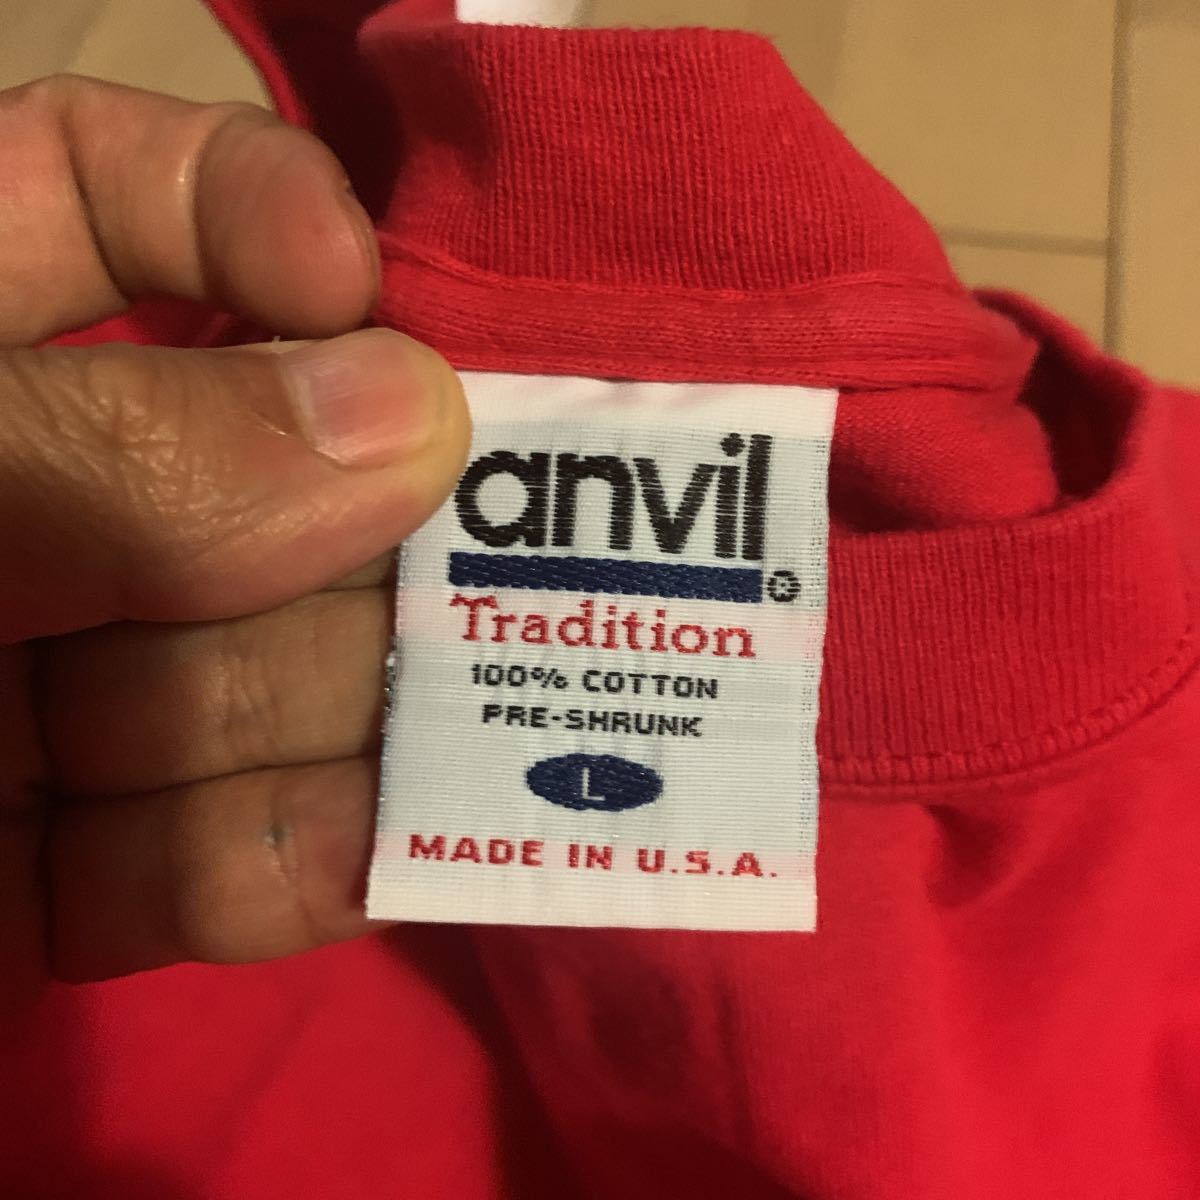 anvil®
Tradition
100% COTTON
PRE-SHRUNK
L
MADE IN U.S.A.